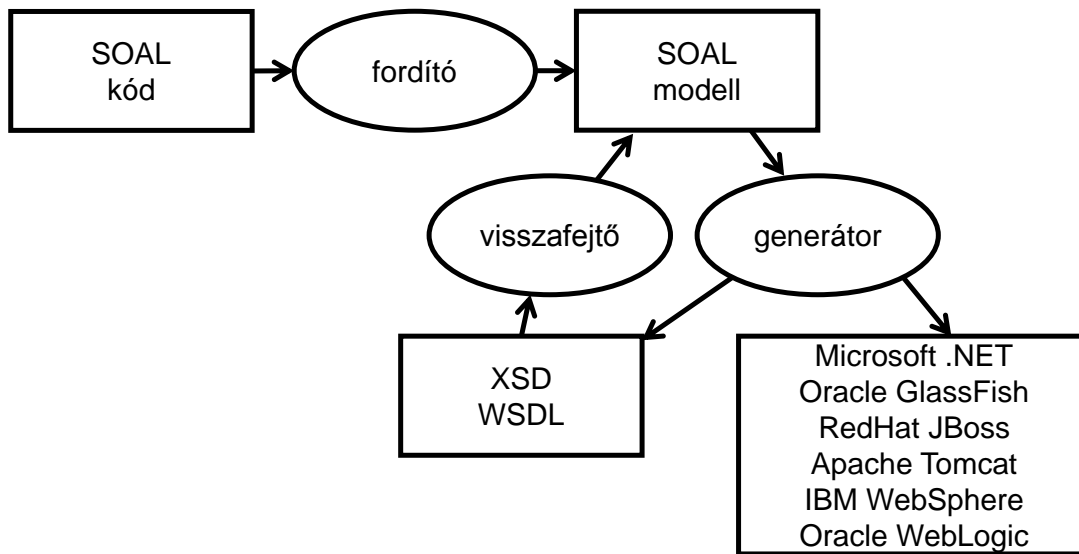 SOAL
kód
fordító
SOAL
modell
visszafejtő
generátor
XSD
WSDL
Microsoft .NET
Oracle GlassFish
RedHat JBoss
Apache Tomcat
IBM WebSphere
Oracle WebLogic